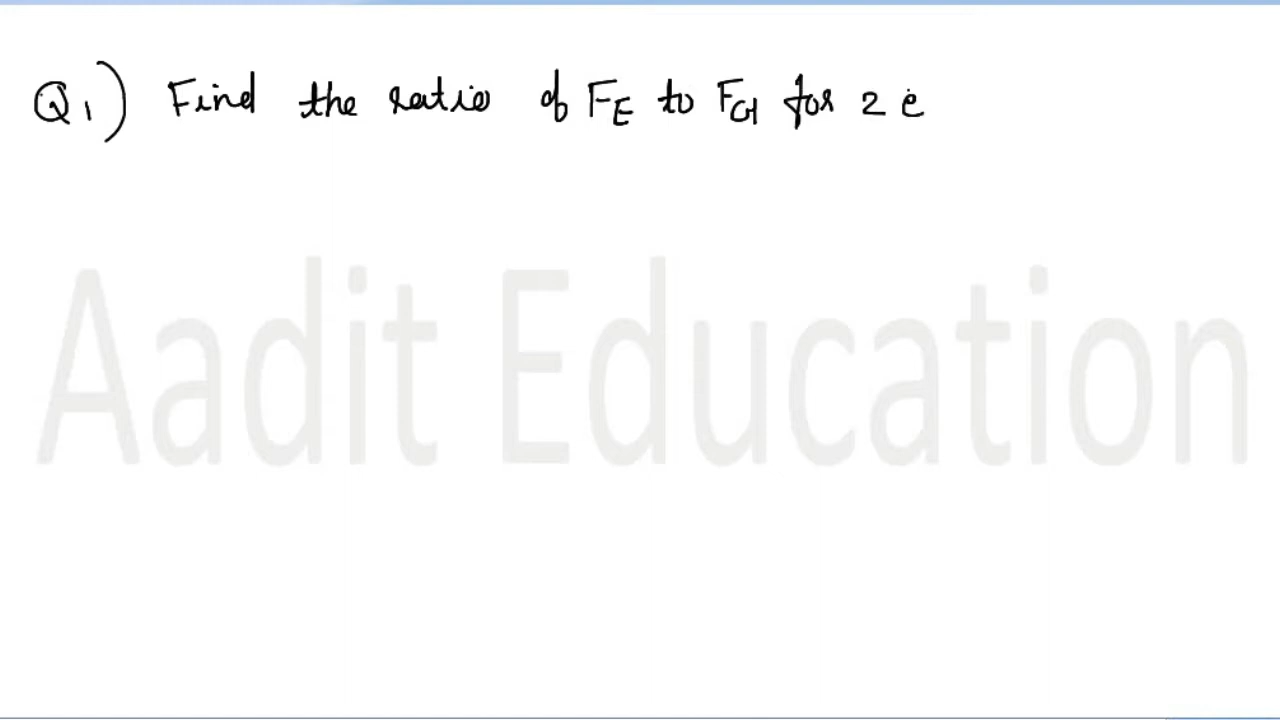 Q1) Find the ratio of FE to FG for 2 e
Aadit Education